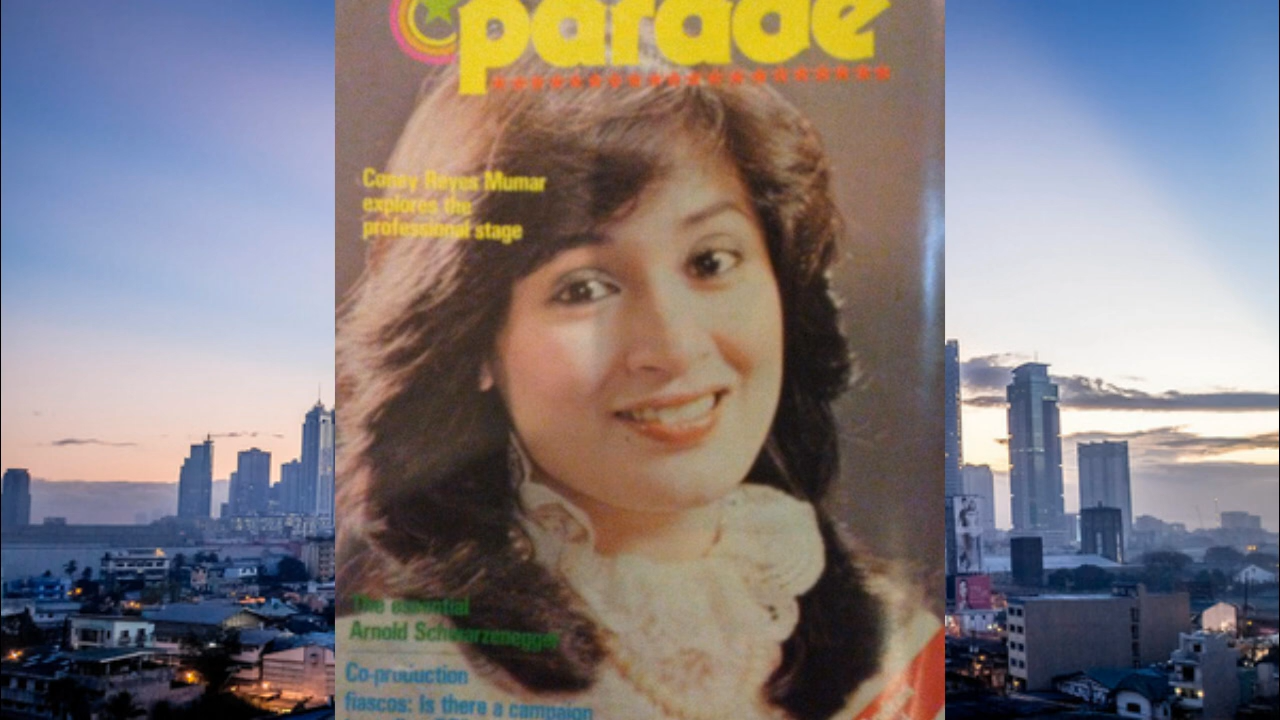 parade
Coney Reyes Mumar
explores the
professional stage
The essential
Arnold Schwarzenegger
Co-production
fiascos: Is there a campaign